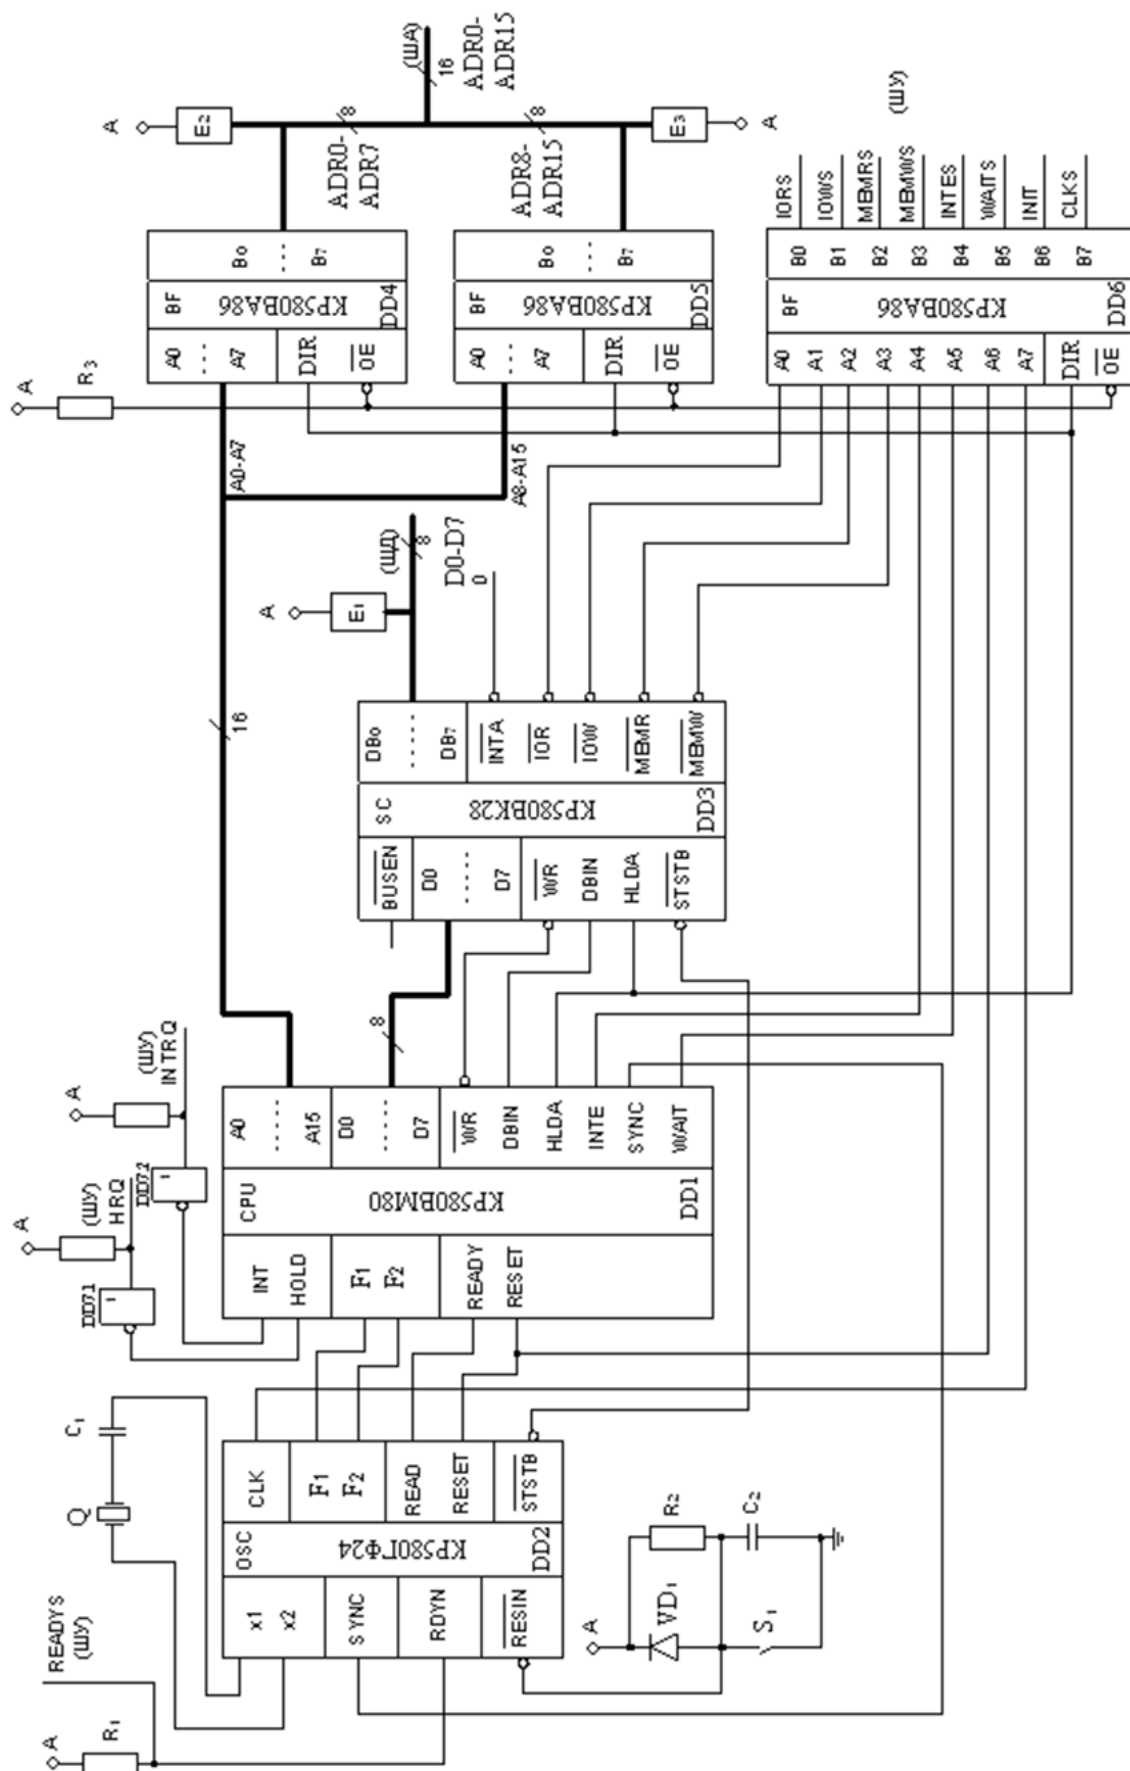 READYS
(ШУ)
A
R1
Q
C1
x1
x2
SYNC
RDYN
RESIN
OSC
КР580ГФ24
DD2
CLK
F1
F2
READ
RESET
STSTB
A
VD1
R2
S1
C2
A
(ШУ)
HRQ
DD7.1
1
A
(ШУ)
INTRQ
DD7.2
1
INT
HOLD
F1
F2
READY
RESET
CPU
КР580ВМ80
DD1
A0
A15
D0
D7
WR
DBIN
HLDA
INTE
SYNC
WAIT
8
16
BUSEN
D0
D7
WR
DBIN
HLDA
STSTB
SC
КР580ВК28
DD3
DB0
DB7
INTA
IOR
IOW
MBMR
MBMW
A
E1
(ШД)
8
D0-D7
0
A0-A7
A8-A15
A
R3
A0
A7
DIR
OE
BF
КР580ВА86
DD4
B0
B7
A0
A7
DIR
OE
BF
КР580ВА86
DD5
B0
B7
A
E2
8
ADR0-
ADR7
(ША)
16
ADR0-
ADR15
8
ADR8-
ADR15
E3
A
A0
A1
A2
A3
A4
A5
A6
A7
DIR
OE
BF
КР580ВА86
DD6
B0
B1
B2
B3
B4
B5
B6
B7
IORS
IOWS
MBMRS
MBMWS
INTES
WAITS
INIT
CLKS
(ШУ)